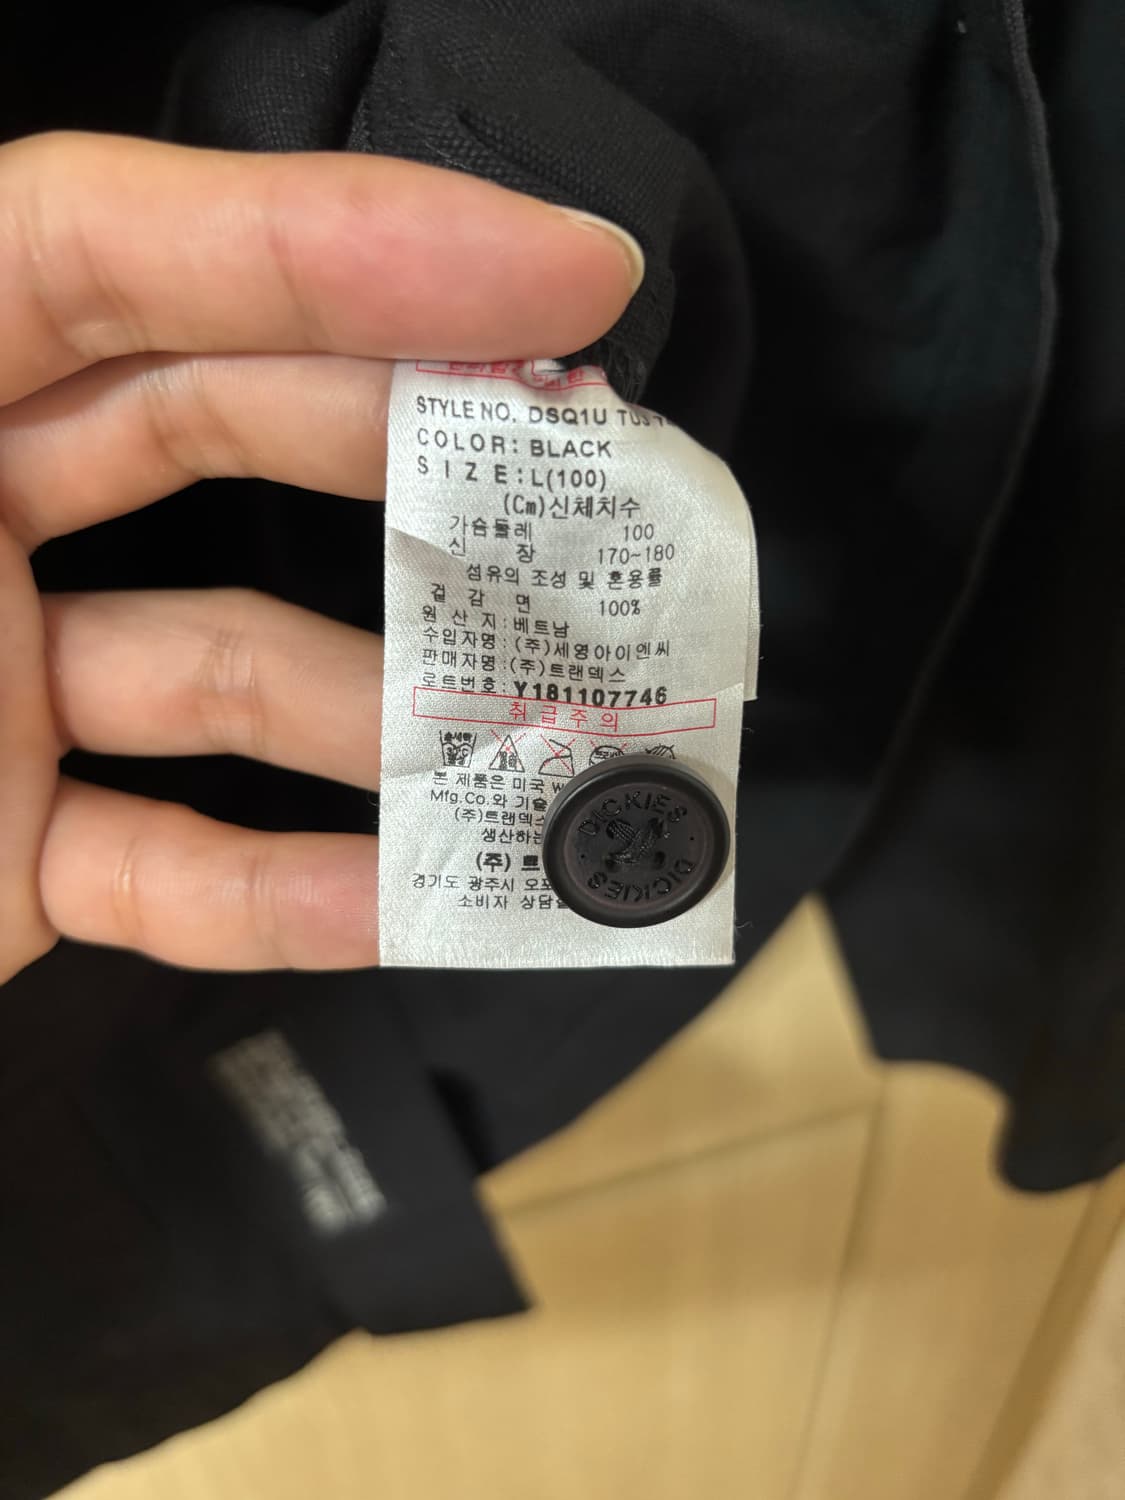 STYLE NO. DSQ1U
COLOR: BLACK
SIZE:L(100)
(Cm)신체치수
가슴둘레 100
신 장 170~180
섬유의 조성 및 혼용률
겉 감 면 100%
원 산 지:베트남
수입자명:(주)세영아이엔씨
판매자명:(주)트랜덱스
로트번호:Y181107746
취급주의
본 제품은 미국
Mfg.Co.와 기술
(주)트랜덱스
생산하는
(주) 트
경기도 광주시 오포
소비자 상담
DICKIES
DICKIES